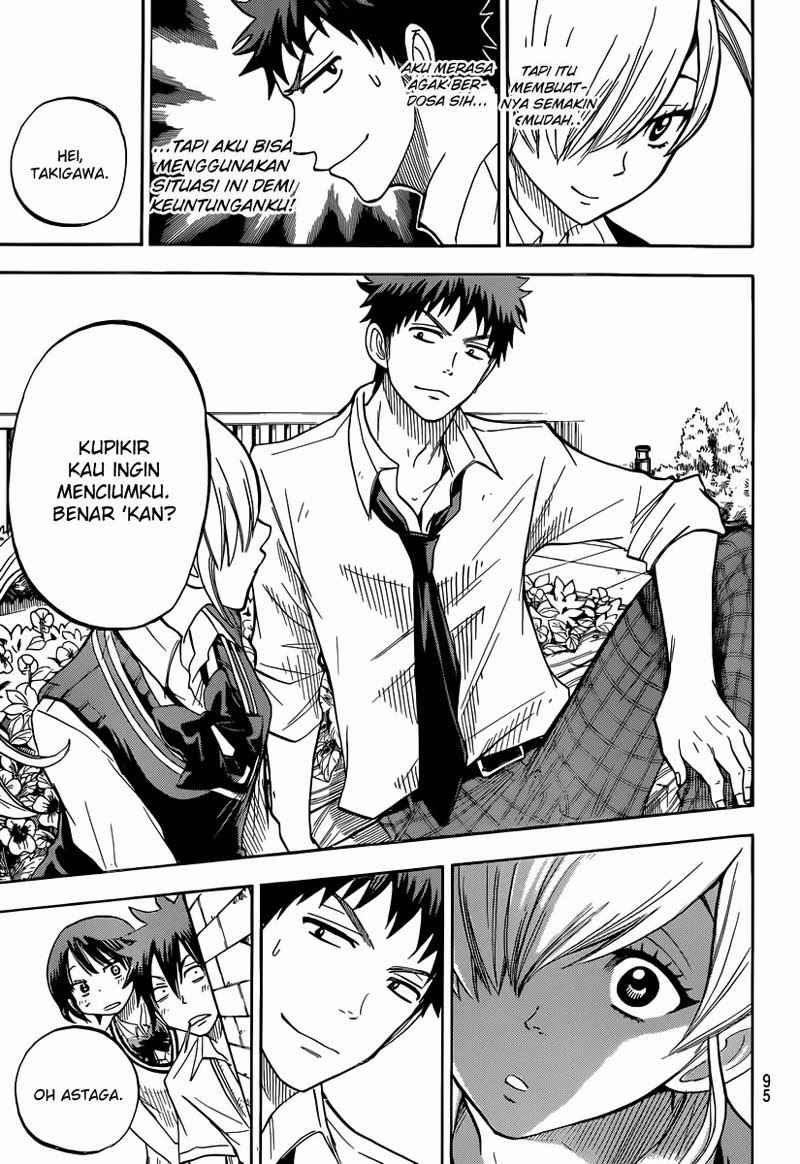 TAPI ITU
MEMBUAT-
NYA SEMAKIN
MUDAH..
AKU MERASA
AGAK BER-
DOSA SIH...
...TAPI AKU BISA
MENGGUNAKAN
SITUASI INI DEMI
KEUNTUNGANKU!
HEI,
TAKIGAWA.
KUPIKIR
KAU INGIN
MENCIUMKU.
BENAR 'KAN?
OH ASTAGA.
95